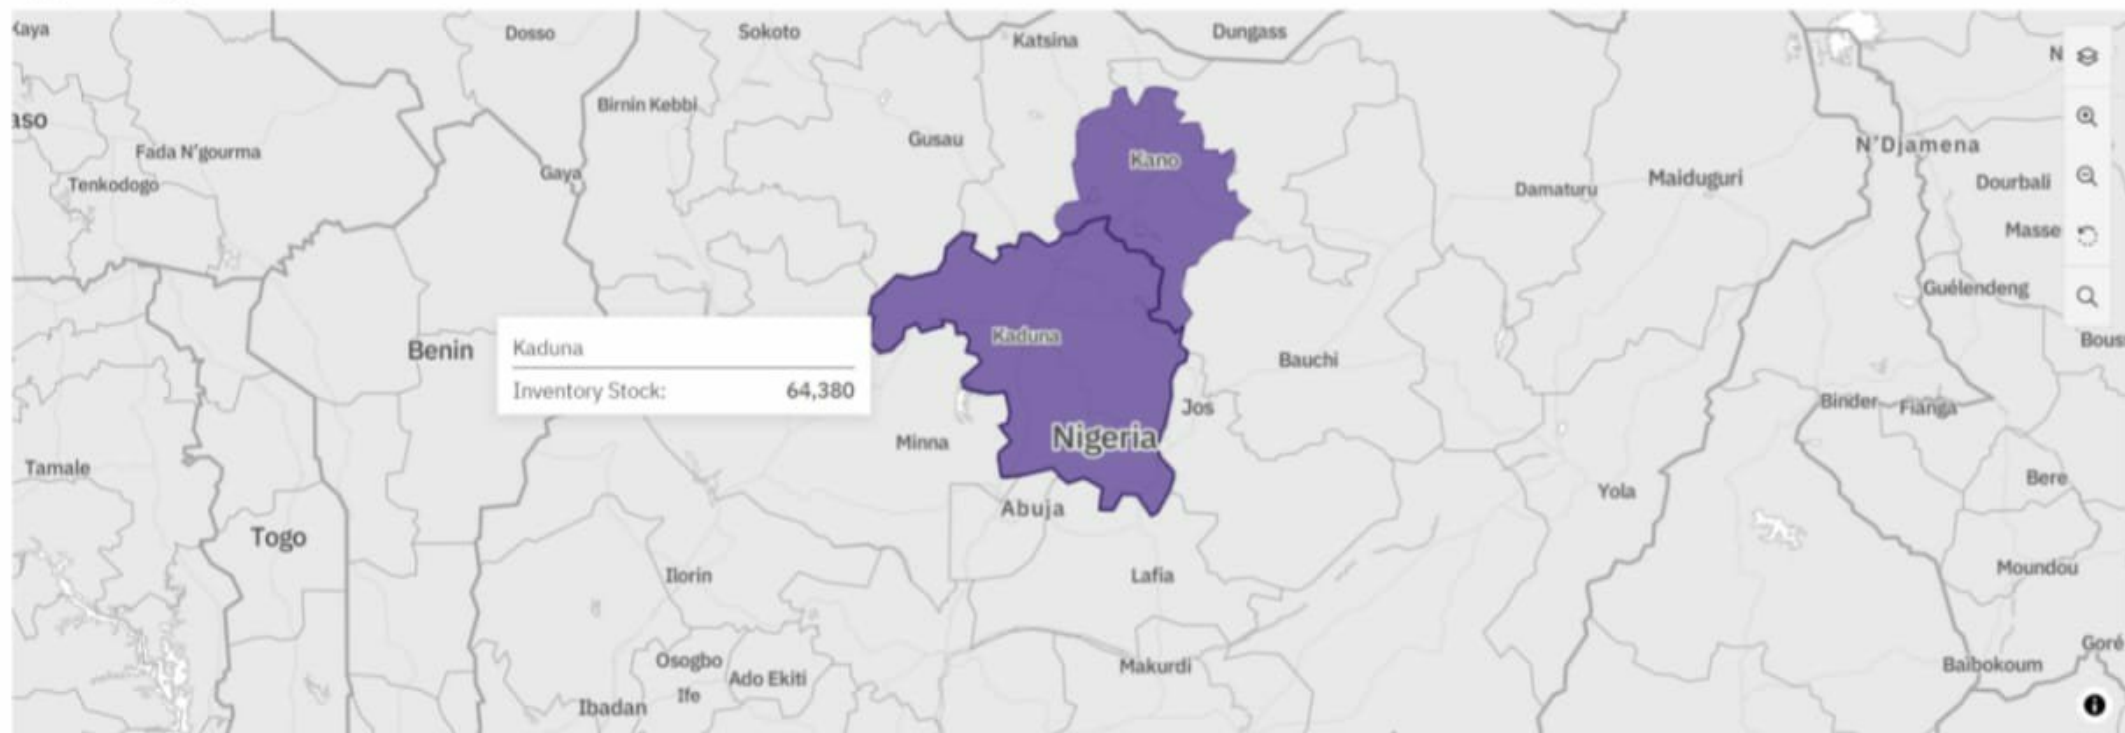 Kaya
Dosso
Sokoto
Katsina
Dungass
N
Birnin Kebbi
aso
Gusau
Fada N'gourma
Kano
N'Djamena
Gaya
Tenkodogo
Damaturu
Maiduguri
Dourbali
Masse
Guélendeng
Kaduna
Benin
Kaduna
Inventory Stock: 64,380
Bauchi
Bous
Jos
Binder
Fianga
Minna
Nigeria
Tamale
Yola
Bere
Abuja
Togo
Ilorin
Lafia
Moundou
Osogbo
Ado Ekiti
Makurdi
Baïbokoum
Goré
Ife
Ibadan